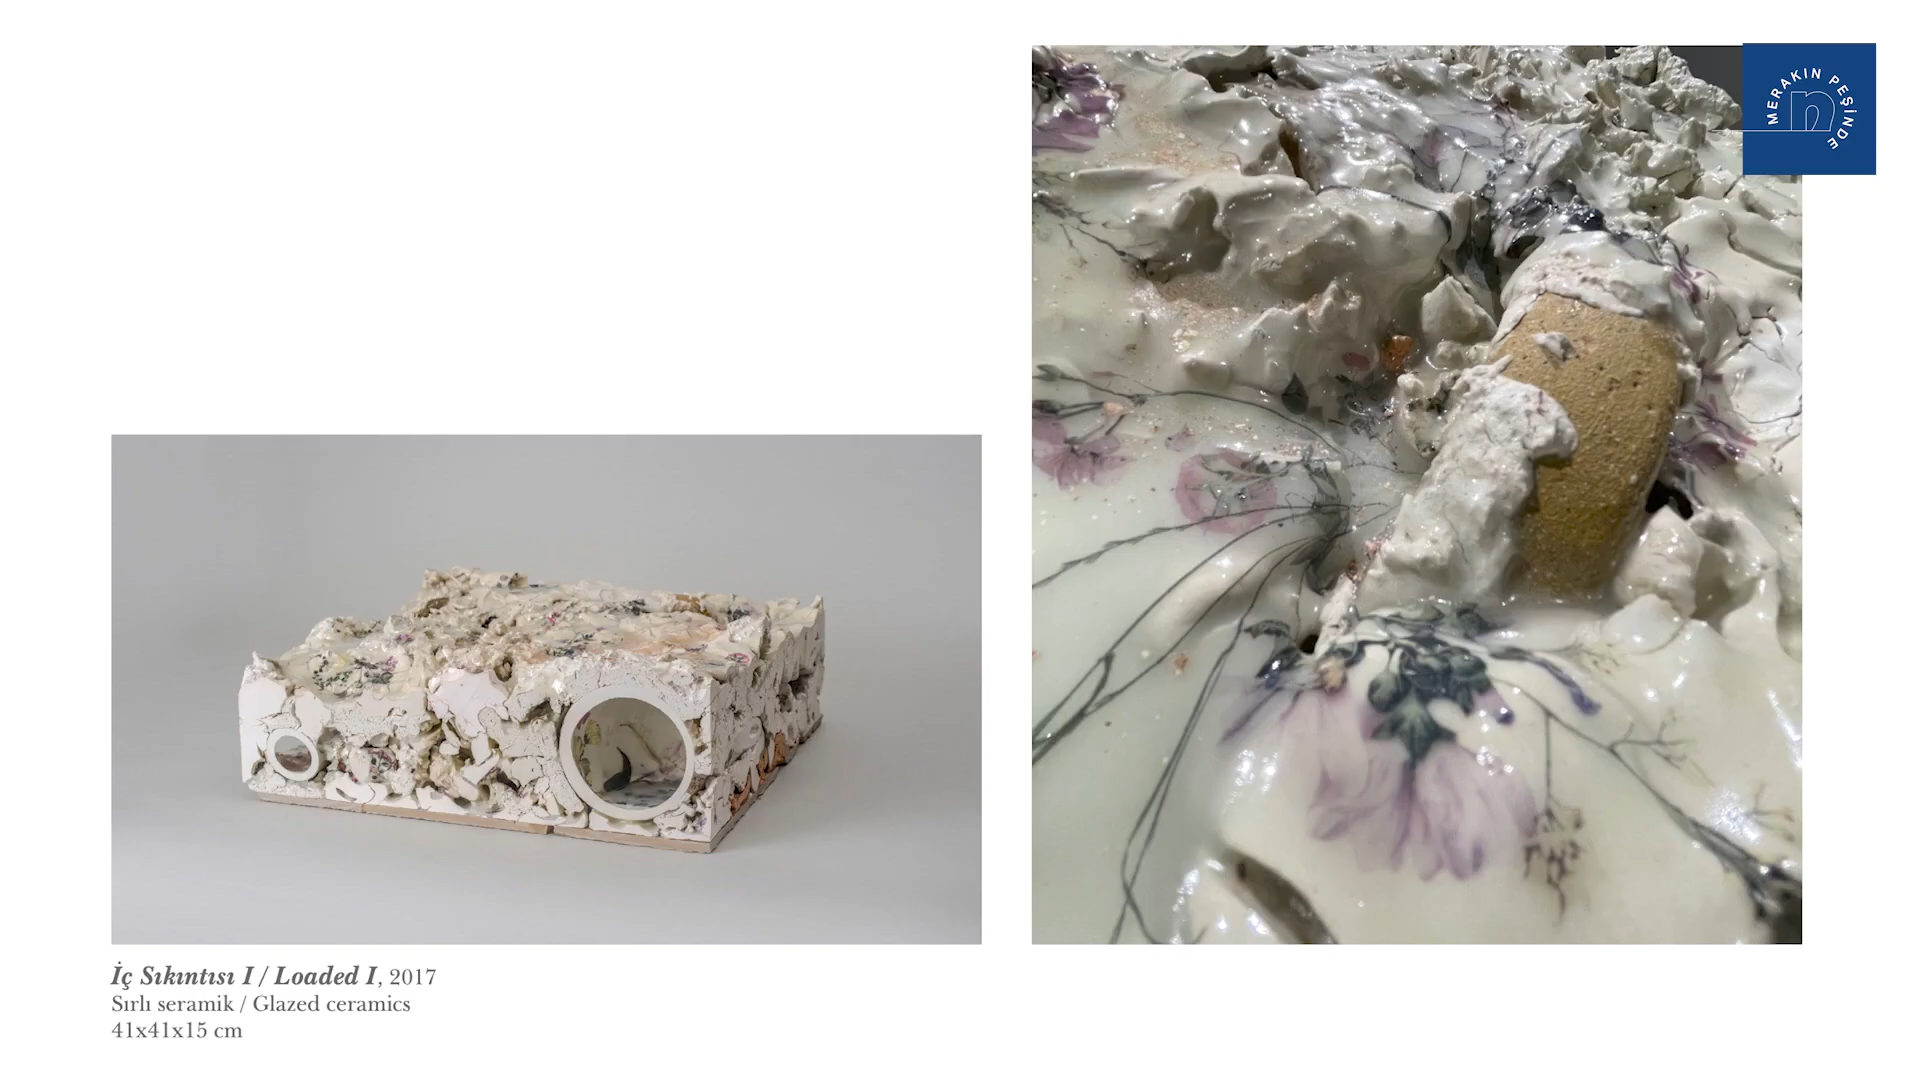 MERAKIN PEŞİNDE
n
İç Sıkıntısı I / Loaded I, 2017
Sırlı seramik / Glazed ceramics
41x41x15 cm